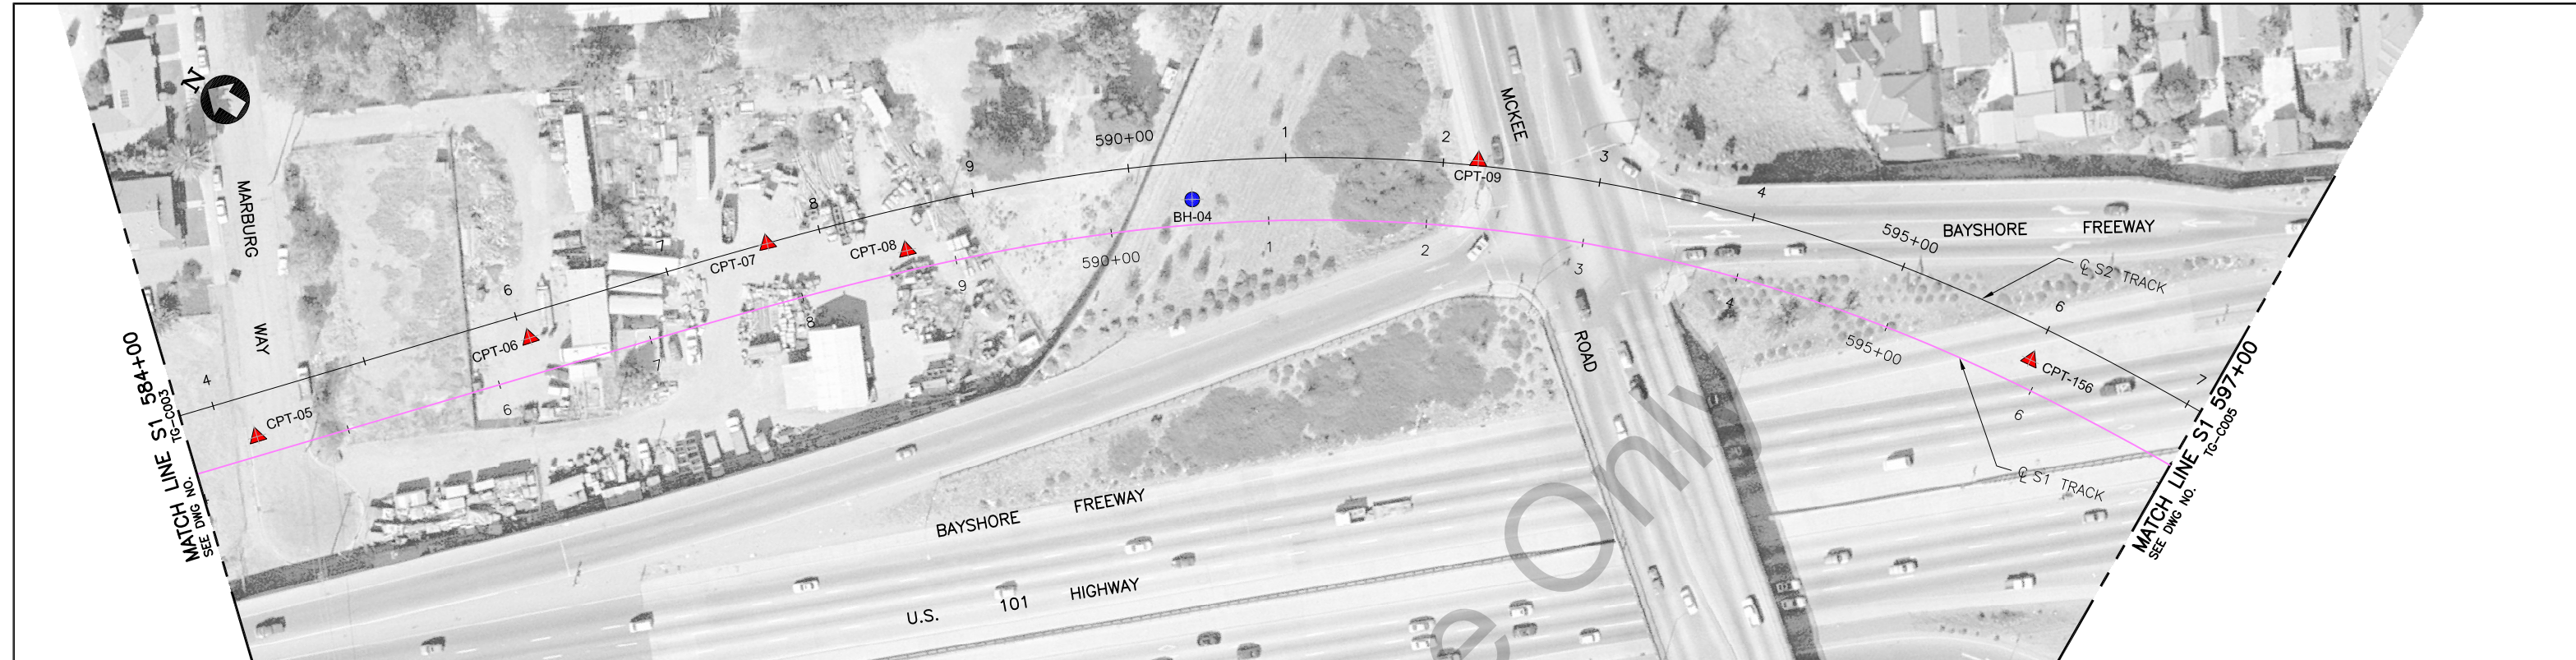 N
MARBURG WAY
MATCH LINE S1 584+00
SEE DWG NO. TG-C003
4
CPT-05
6
CPT-06
6
7
7
CPT-07
8
8
CPT-08
9
9
590+00
590+00
BH-04
1
1
2
2
CPT-09
MCKEE ROAD
3
3
4
4
BAYSHORE FREEWAY
595+00
595+00
℄ S2 TRACK
6
6
CPT-156
7
℄ S1 TRACK
MATCH LINE S1 597+00
SEE DWG NO. TG-C005
BAYSHORE FREEWAY
U.S. 101 HIGHWAY
e Only